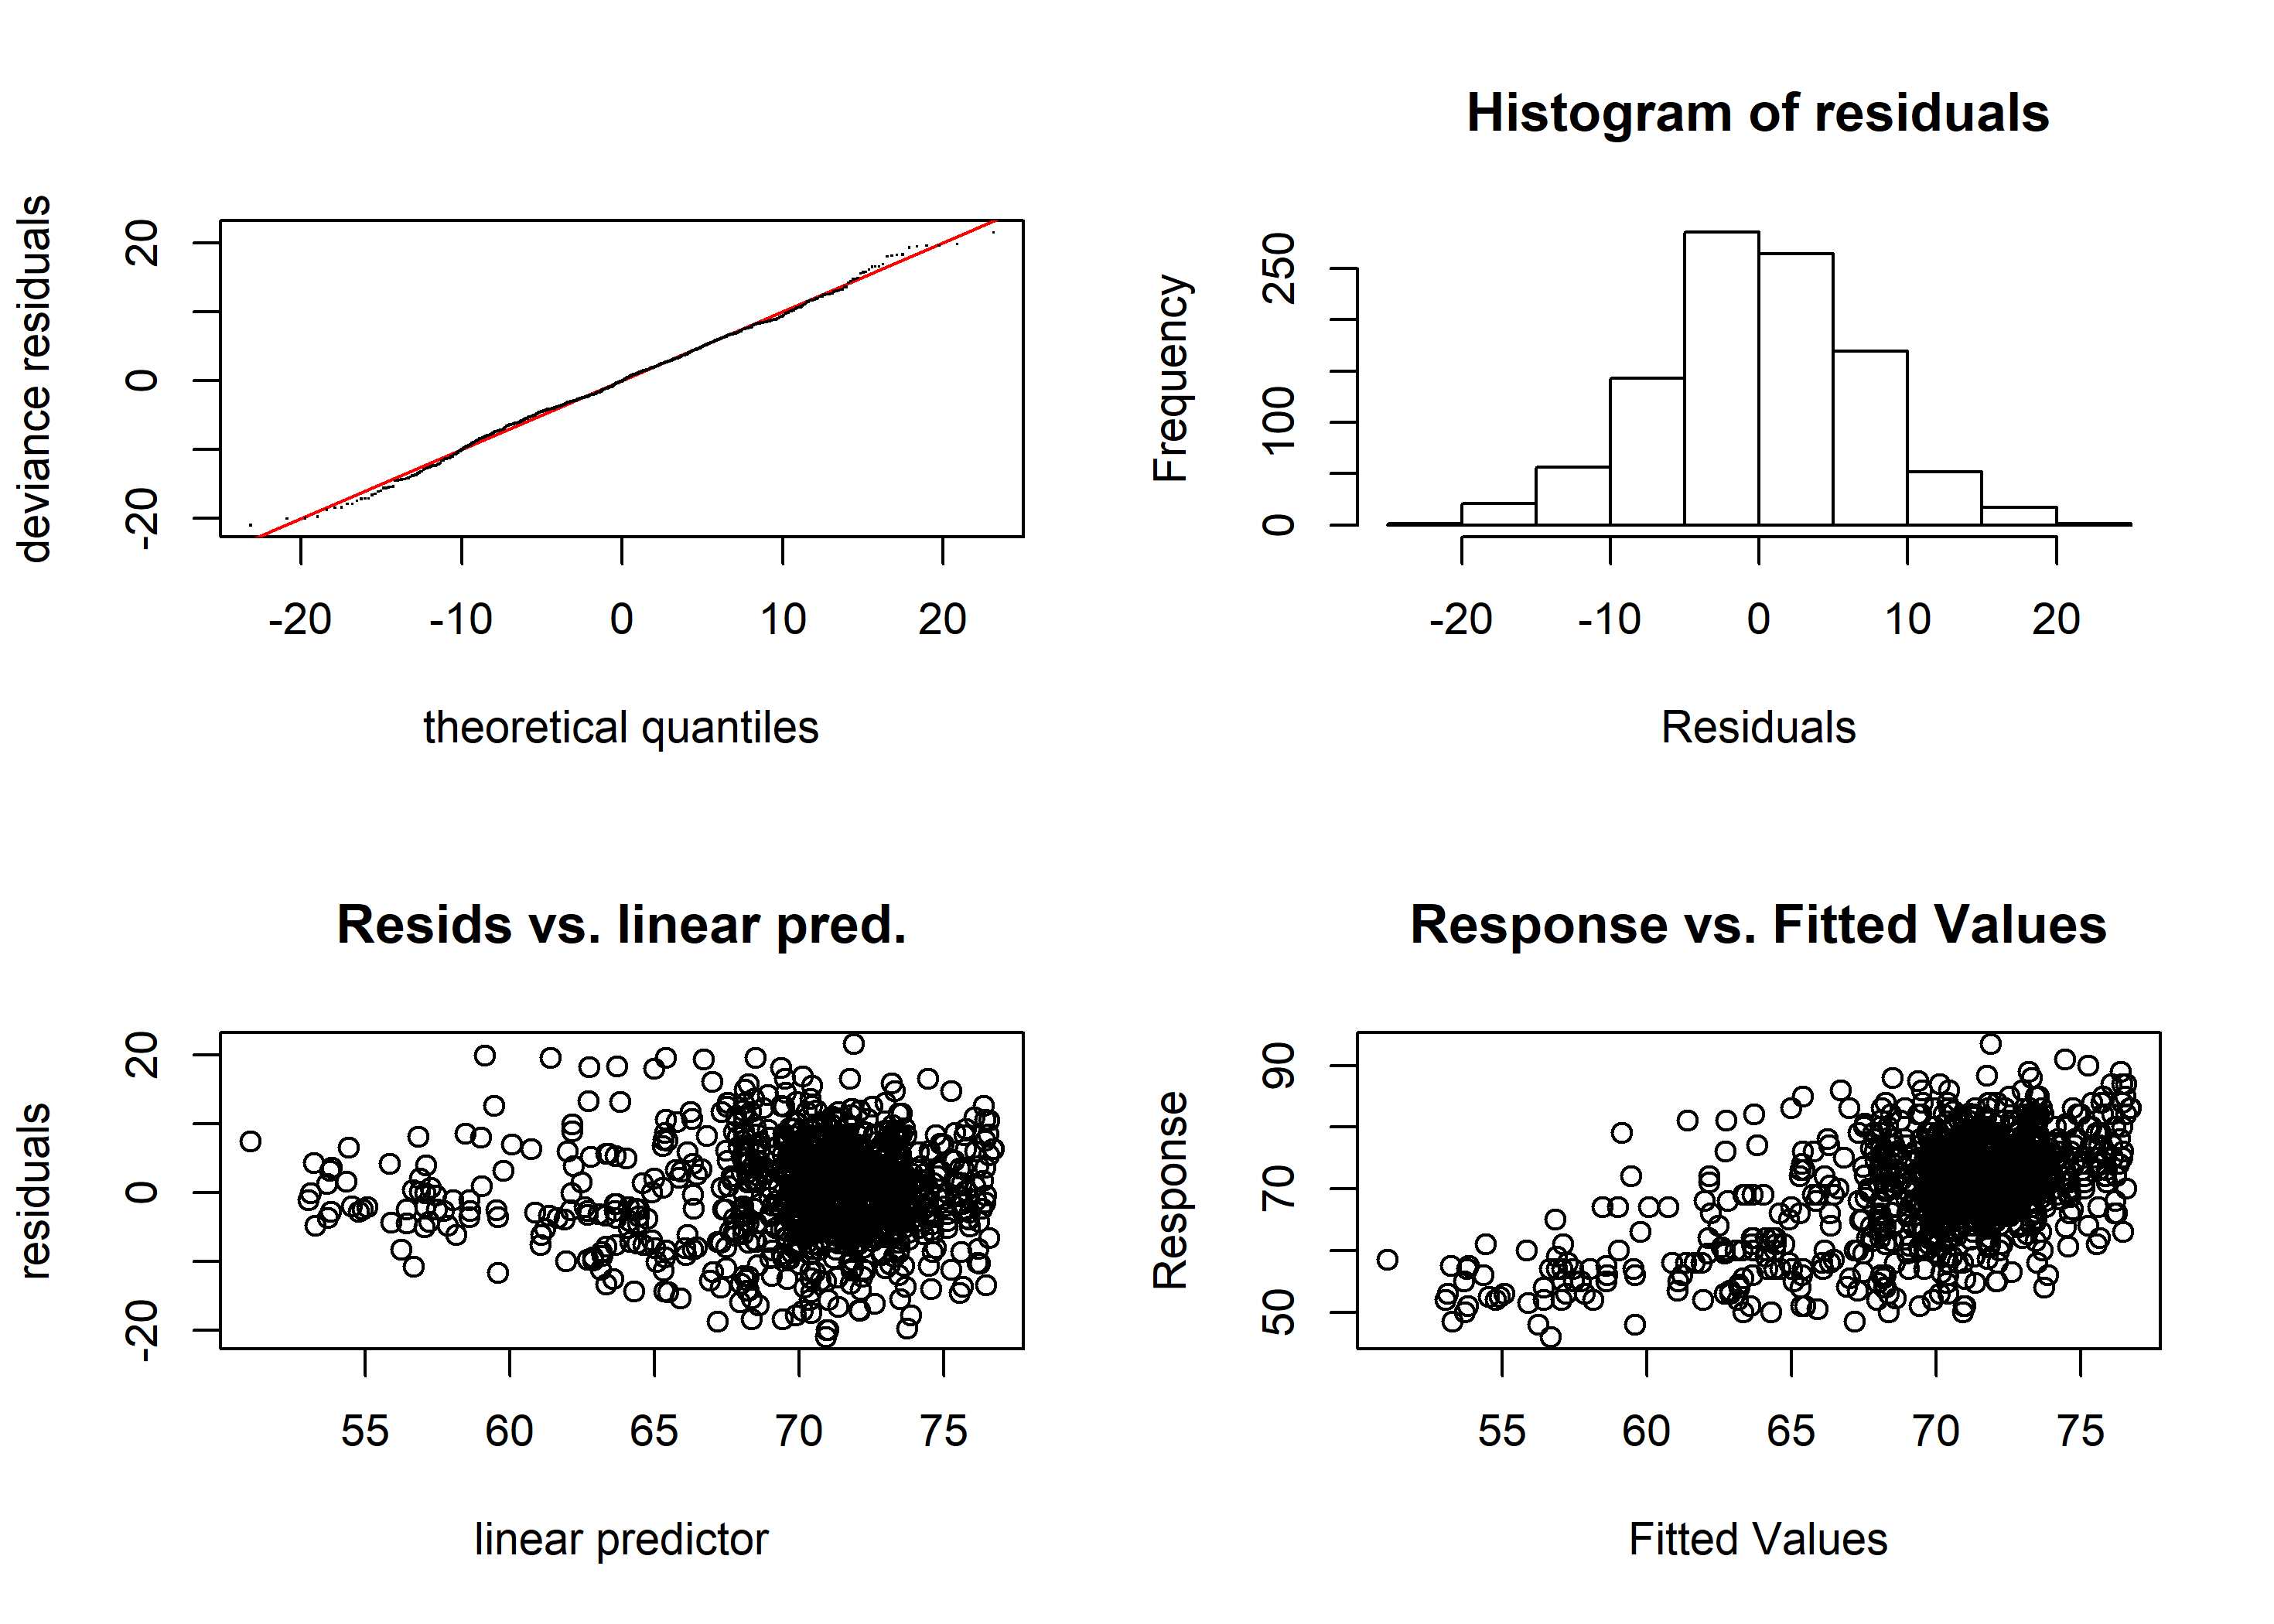 deviance residuals
20
0
-20
-20 -10 0 10 20
theoretical quantiles
Histogram of residuals
Frequency
250
100
0
-20 -10 0 10 20
Residuals
Resids vs. linear pred.
residuals
20
0
-20
55 60 65 70 75
linear predictor
Response vs. Fitted Values
Response
90
70
50
55 60 65 70 75
Fitted Values